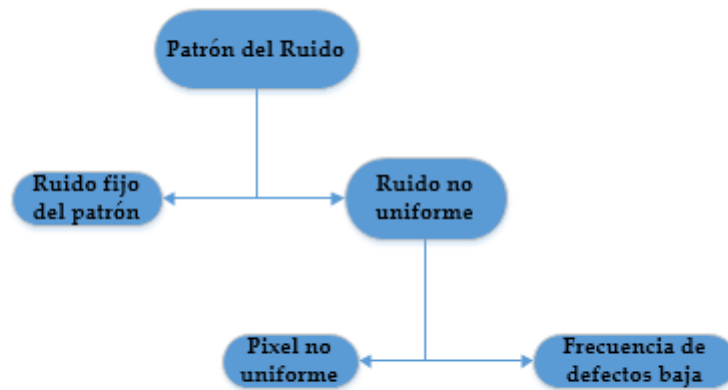 Patrón del Ruido
Ruido fijo
del patrón
Ruido no
uniforme
Pixel no
uniforme
Frecuencia de
defectos baja